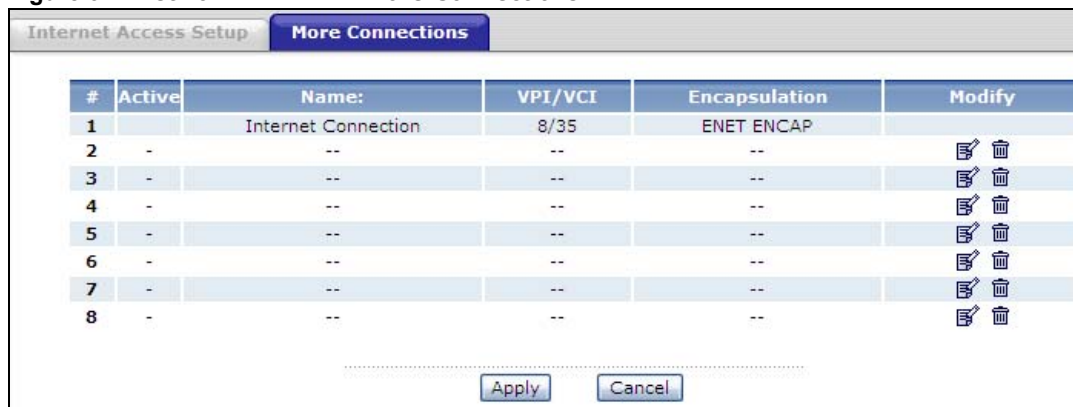 Internet Access Setup More Connections
# Active Name: VPI/VCI Encapsulation Modify
1 Internet Connection 8/35 ENET ENCAP
2 - -- -- --
3 - -- -- --
4 - -- -- --
5 - -- -- --
6 - -- -- --
7 - -- -- --
8 - -- -- --
Apply Cancel